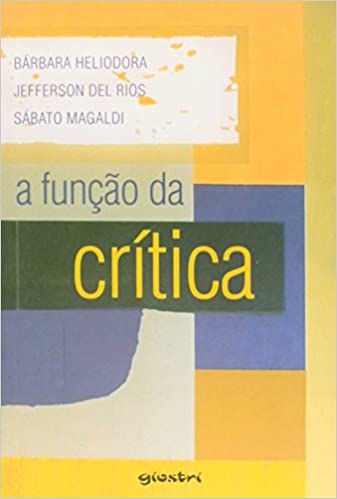 BÁRBARA HELIODORA
JEFFERSON DEL RIOS
SÁBATO MAGALDI
a função da
crítica
giostri